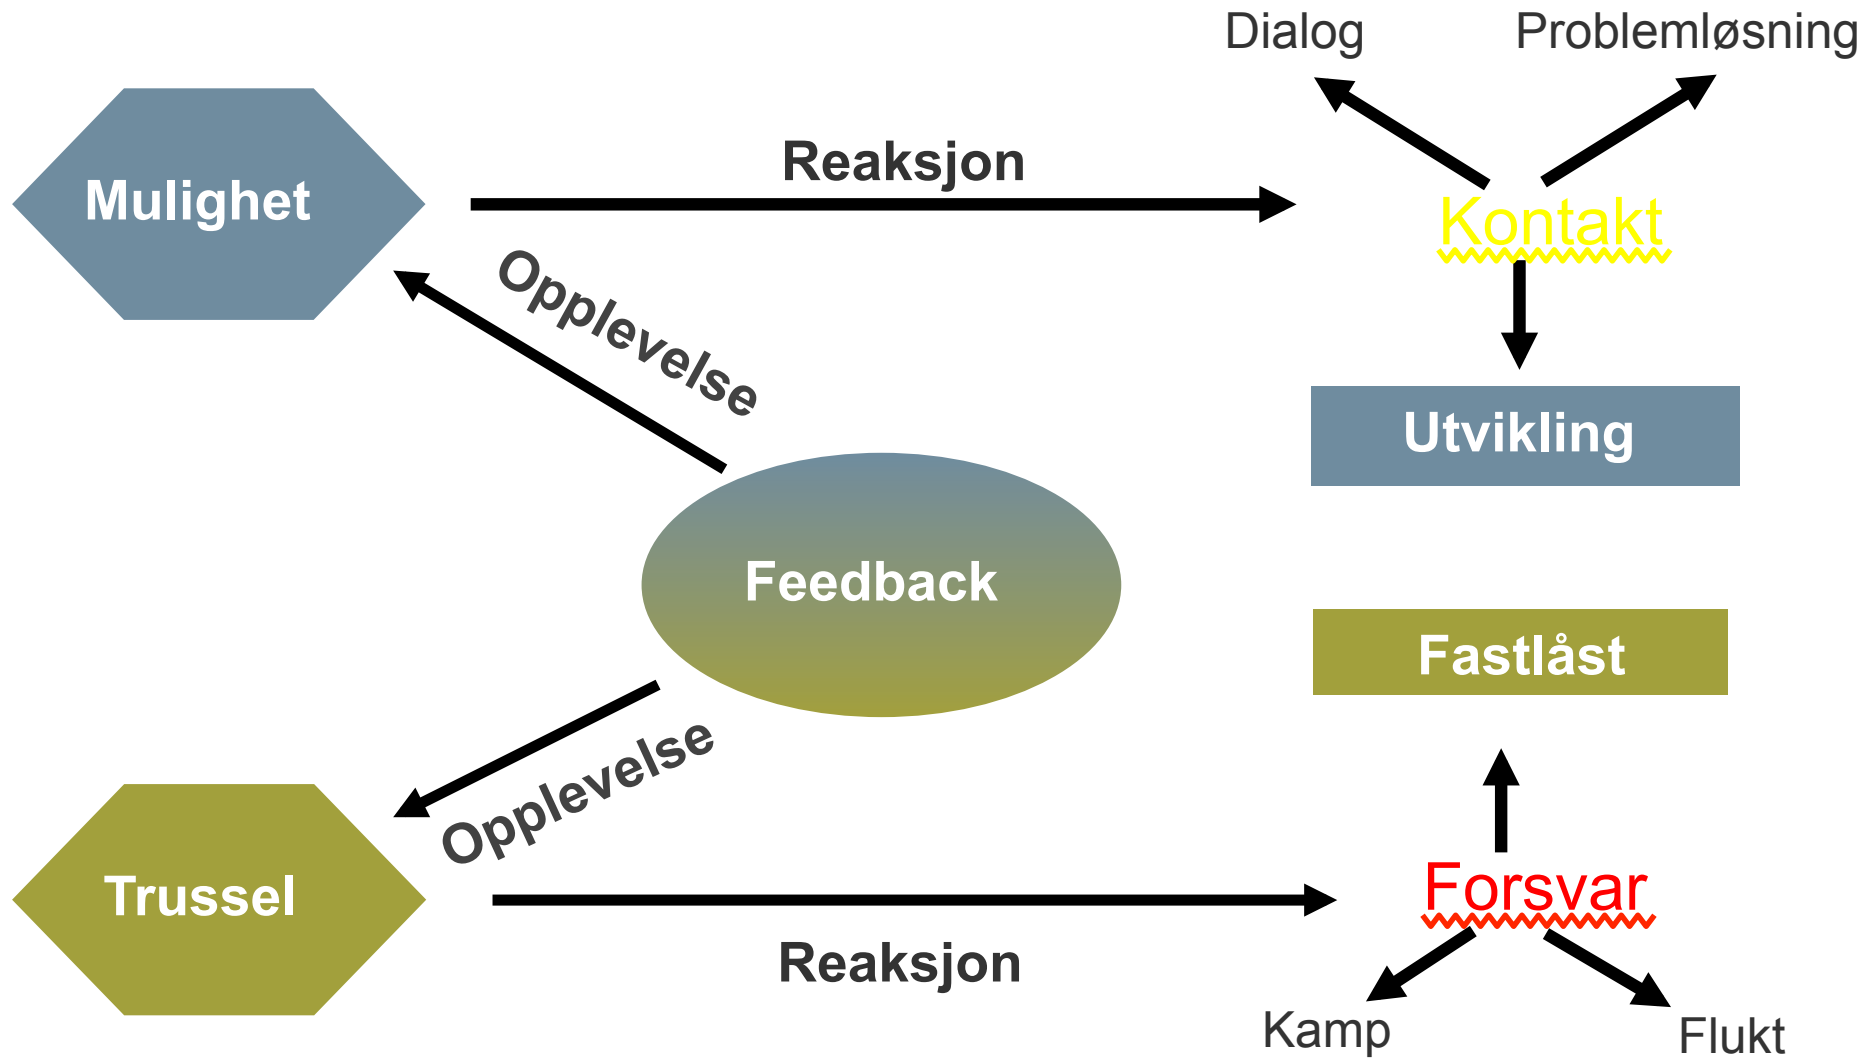 Dialog
Problemløsning
Reaksjon
Mulighet
Kontakt
Opplevelse
Utvikling
Feedback
Fastlåst
Opplevelse
Trussel
Forsvar
Reaksjon
Kamp
Flukt